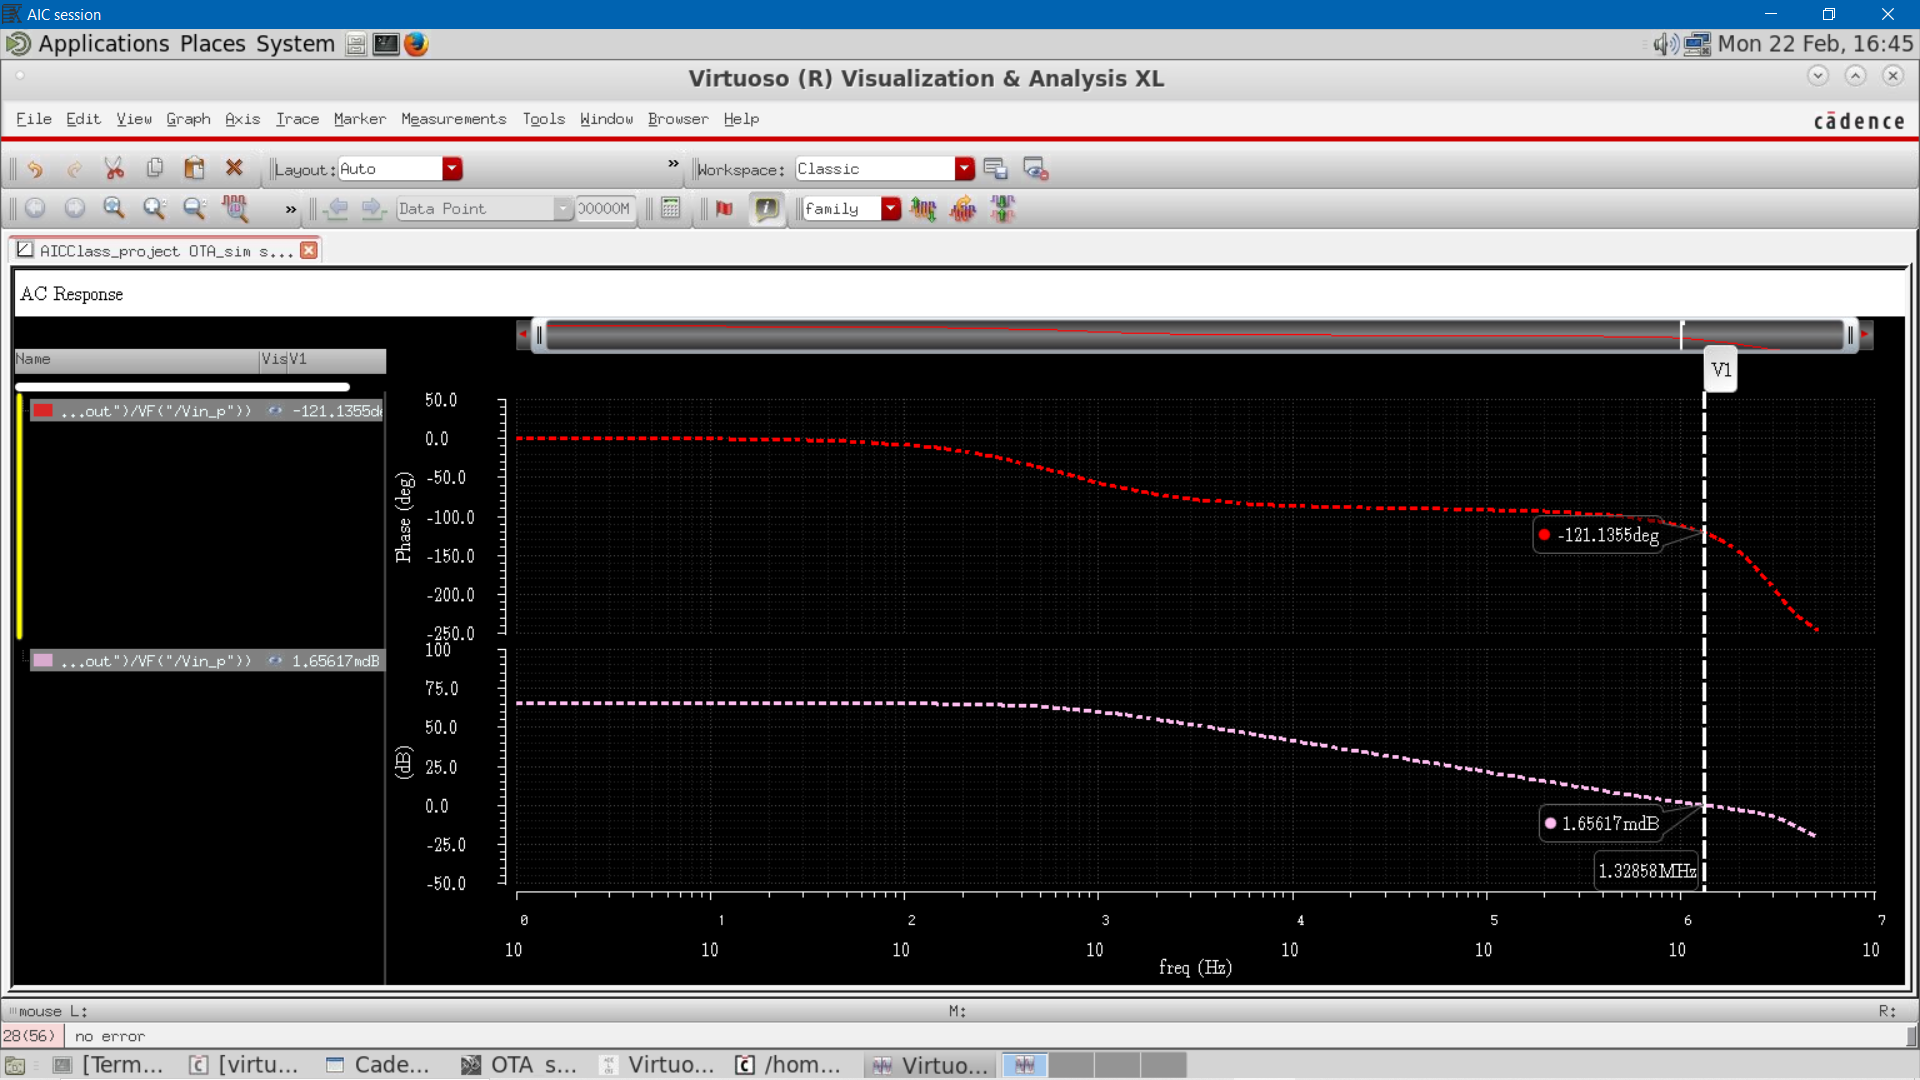 AIC session
Applications Places System
Mon 22 Feb, 16:45
Virtuoso (R) Visualization & Analysis XL
File Edit View Graph Axis Trace Marker Measurements Tools Window Browser Help
cādence
Layout: Auto
» Workspace: Classic
» Data Point 00000M family
AICClass_project OTA_sim s...
AC Response
Name Vis V1
V1
...out")/VF("/Vin_p")) -121.1355de
50.0
0.0
-50.0
-100.0
-150.0
-200.0
-250.0
Phase (deg)
-121.1355deg
...out")/VF("/Vin_p")) 1.65617mdB
100
75.0
50.0
25.0
0.0
-25.0
-50.0
(dB)
1.65617mdB
1.32858MHz
0 1 2 3 4 5 6 7
10 10 10 10 10 10 10 10
freq (Hz)
mouse L: M: R:
28(56) no error
[Term... [virtu... Cade... OTA s... Virtuo... /hom... Virtuo...